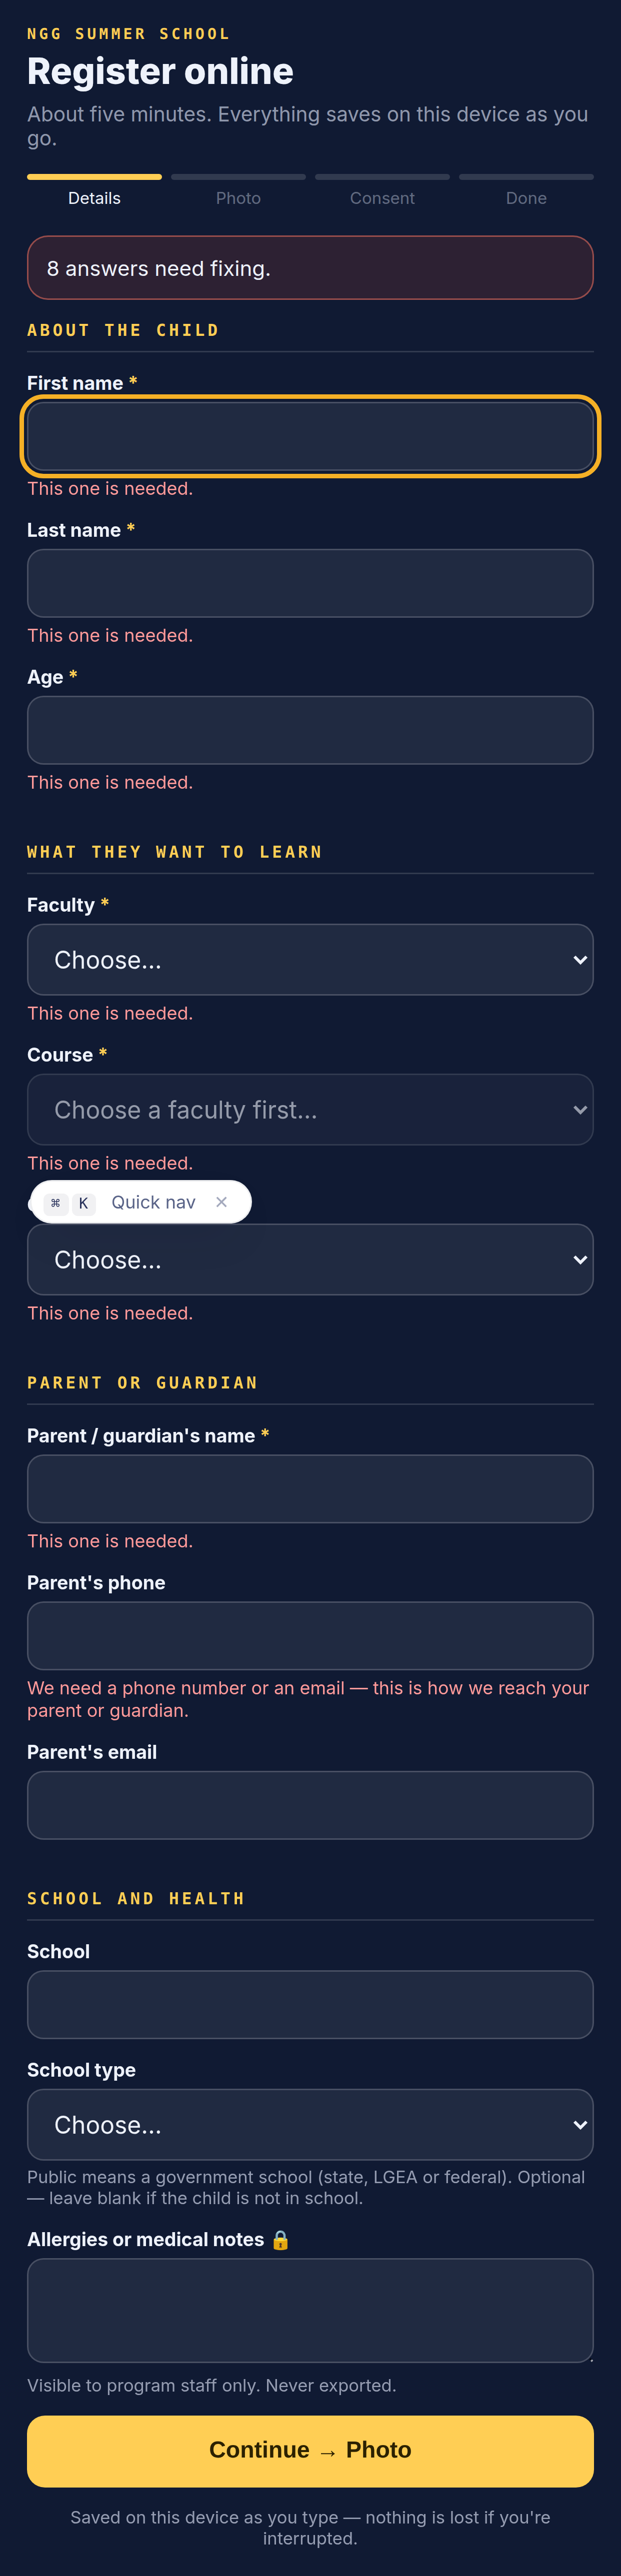 NGG SUMMER SCHOOL
Register online
About five minutes. Everything saves on this device as you
go.
Details
Photo
Consent
Done
8 answers need fixing.
ABOUT THE CHILD
First name *
This one is needed.
Last name *
This one is needed.
Age *
This one is needed.
WHAT THEY WANT TO LEARN
Faculty *
Choose...
This one is needed.
Course *
Choose a faculty first...
This one is needed.
⌘ K Quick nav ✕
Choose...
This one is needed.
PARENT OR GUARDIAN
Parent / guardian's name *
This one is needed.
Parent's phone
We need a phone number or an email — this is how we reach your
parent or guardian.
Parent's email
SCHOOL AND HEALTH
School
School type
Choose...
Public means a government school (state, LGEA or federal). Optional
— leave blank if the child is not in school.
Allergies or medical notes 🔒
Visible to program staff only. Never exported.
Continue → Photo
Saved on this device as you type — nothing is lost if you're
interrupted.